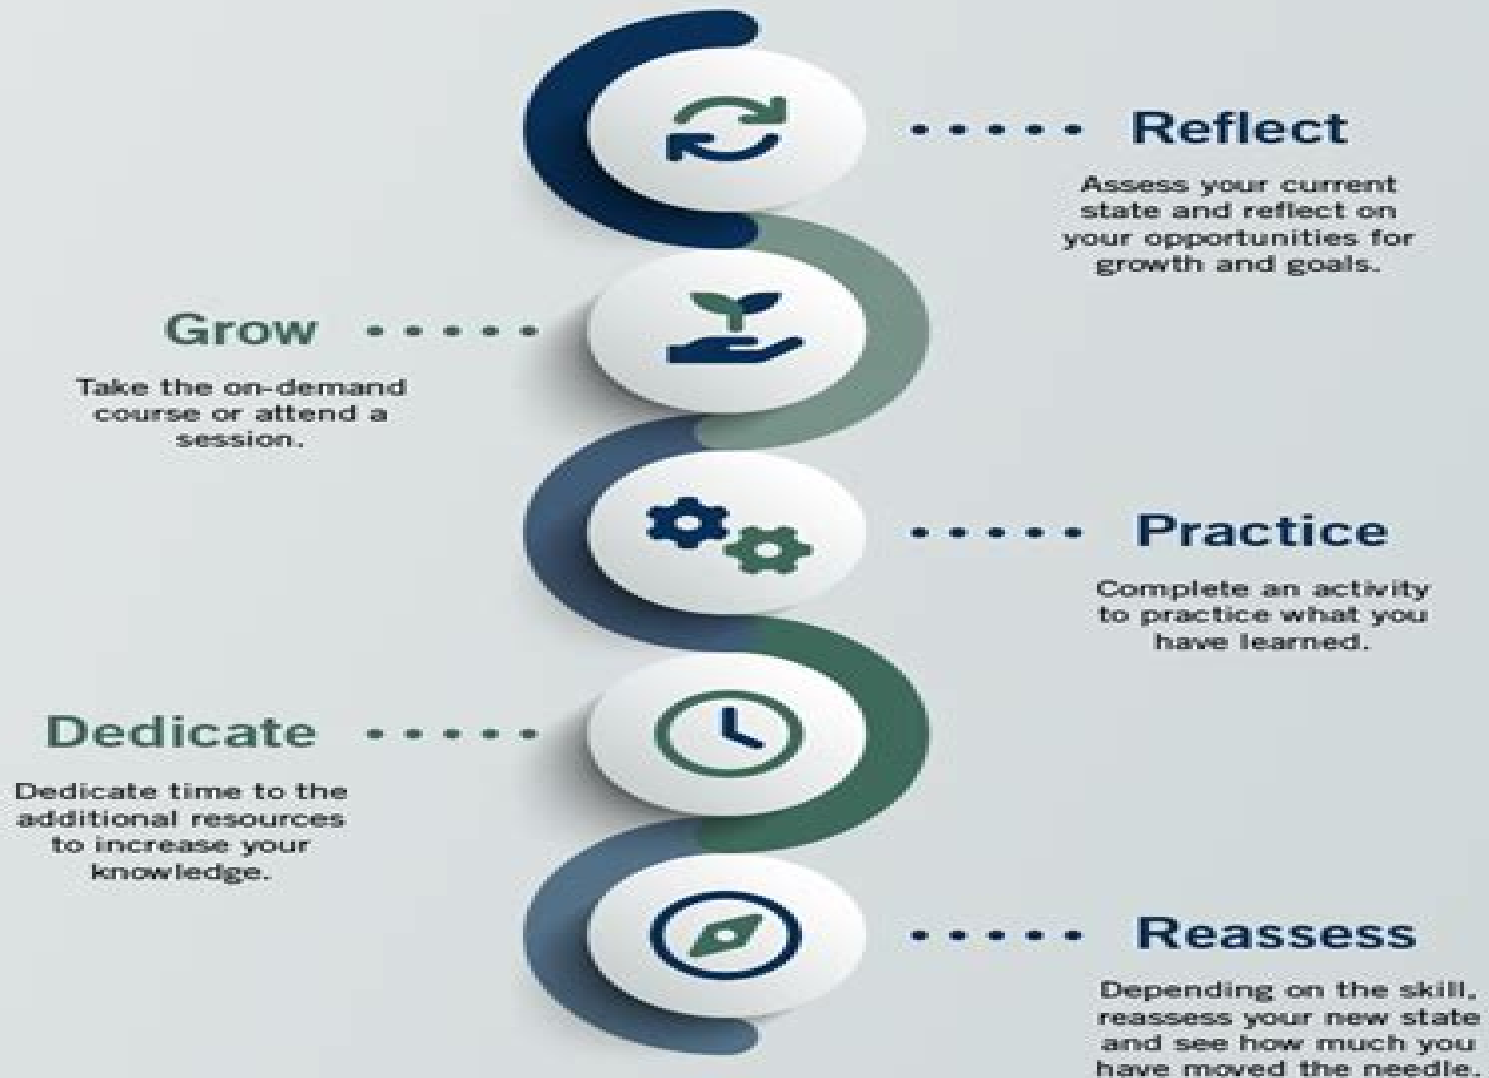 Reflect
Assess your current
state and reflect on
your opportunities for
growth and goals.
Grow
Take the on-demand
course or attend a
session.
Practice
Complete an activity
to practice what you
have learned.
Dedicate
Dedicate time to the
additional resources
to increase your
knowledge.
Reassess
Depending on the skill,
reassess your new state
and see how much you
have moved the needle.